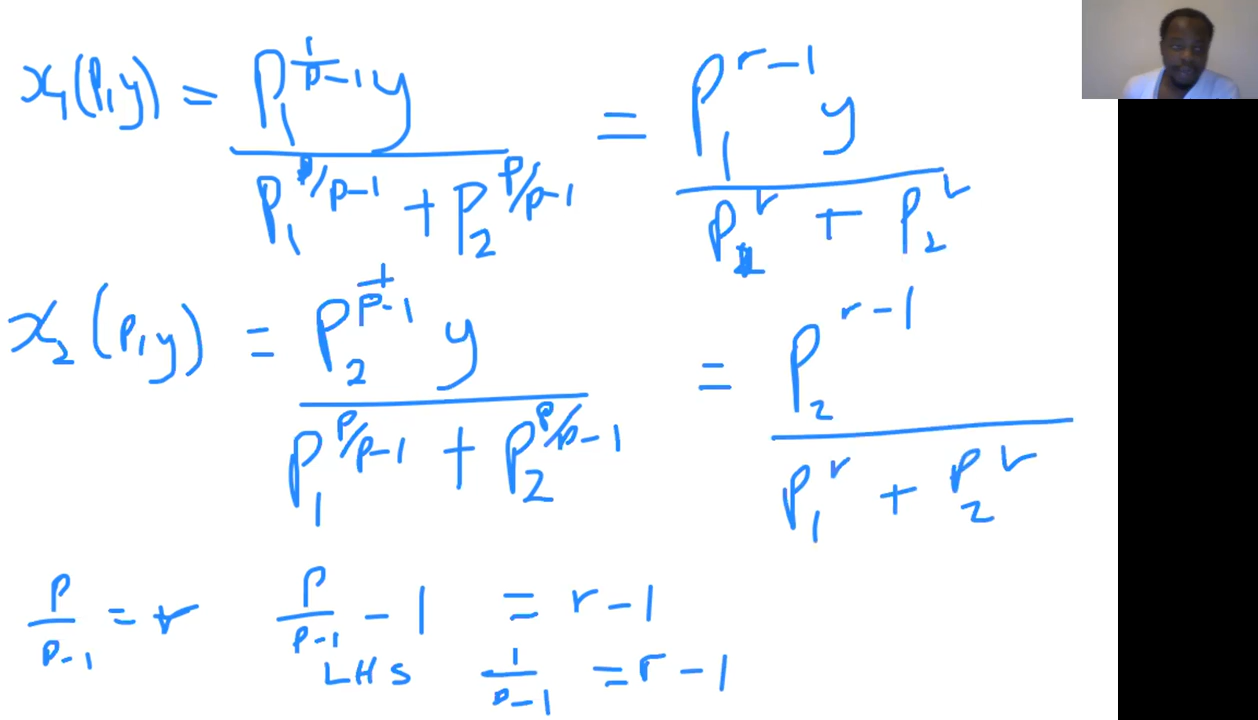 x₁(p,y) = P₁^(1/(p-1)) y / (P₁^(p/p-1) + P₂^(p/p-1)) = P₁^(r-1) y / (P₁^r + P₂^r)
x₂(p,y) = P₂^(1/(p-1)) y / (P₁^(p/p-1) + P₂^(p/p-1)) = P₂^(r-1) / (P₁^r + P₂^r)
p/(p-1) = r    p/(p-1) - 1 = r-1
LHS    1/(p-1) = r-1